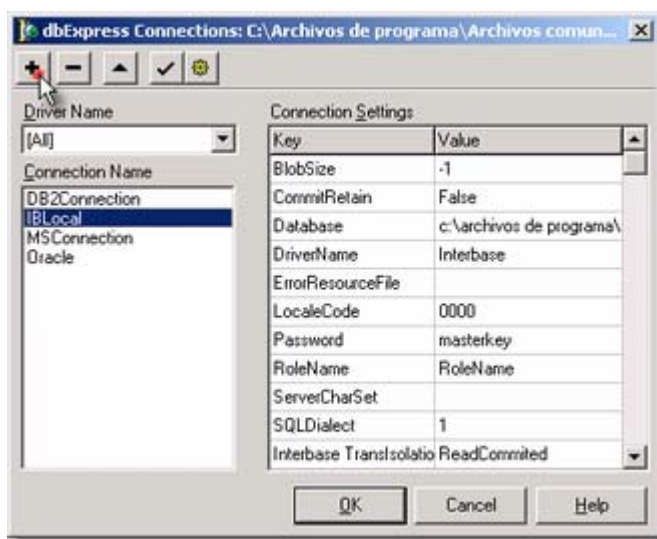 dbExpress Connections: C:\Archivos de programa\Archivos comun...
Driver Name
[All]
Connection Name
DB2Connection
IBLocal
MSConnection
Oracle
Connection Settings
Key Value
BlobSize -1
CommitRetain False
Database c:\archivos de programa\
DriverName Interbase
ErrorResourceFile
LocaleCode 0000
Password masterkey
RoleName RoleName
ServerCharSet
SQLDialect 1
Interbase TransIsolatio ReadCommited
OK Cancel Help